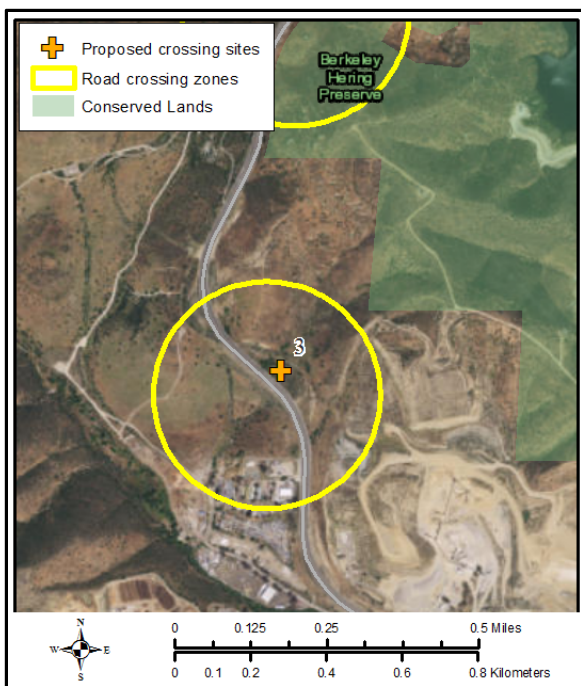 Proposed crossing sites
Road crossing zones
Conserved Lands
Berkeley
Hering
Preserve
3
N
W E
S
0 0.125 0.25 0.5 Miles
0 0.1 0.2 0.4 0.6 0.8 Kilometers